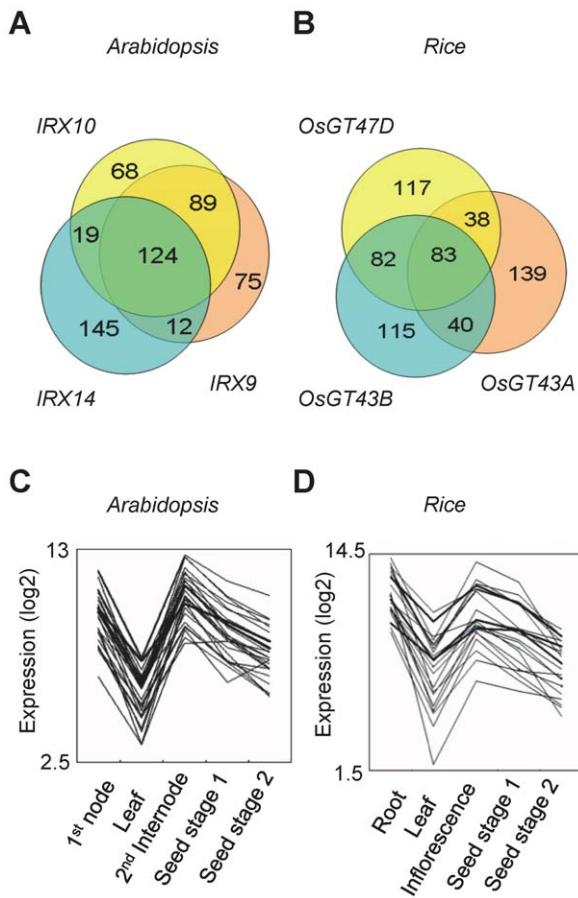 A
Arabidopsis
IRX10
68
89
19
124
75
145
12
IRX14
IRX9
B
Rice
OsGT47D
117
38
82
83
139
115
40
OsGT43B
OsGT43A
C
Arabidopsis
13
Expression (log2)
2.5
1st node
Leaf
2nd Internode
Seed stage 1
Seed stage 2
D
Rice
14.5
Expression (log2)
1.5
Root
Leaf
Inflorescence
Seed stage 1
Seed stage 2